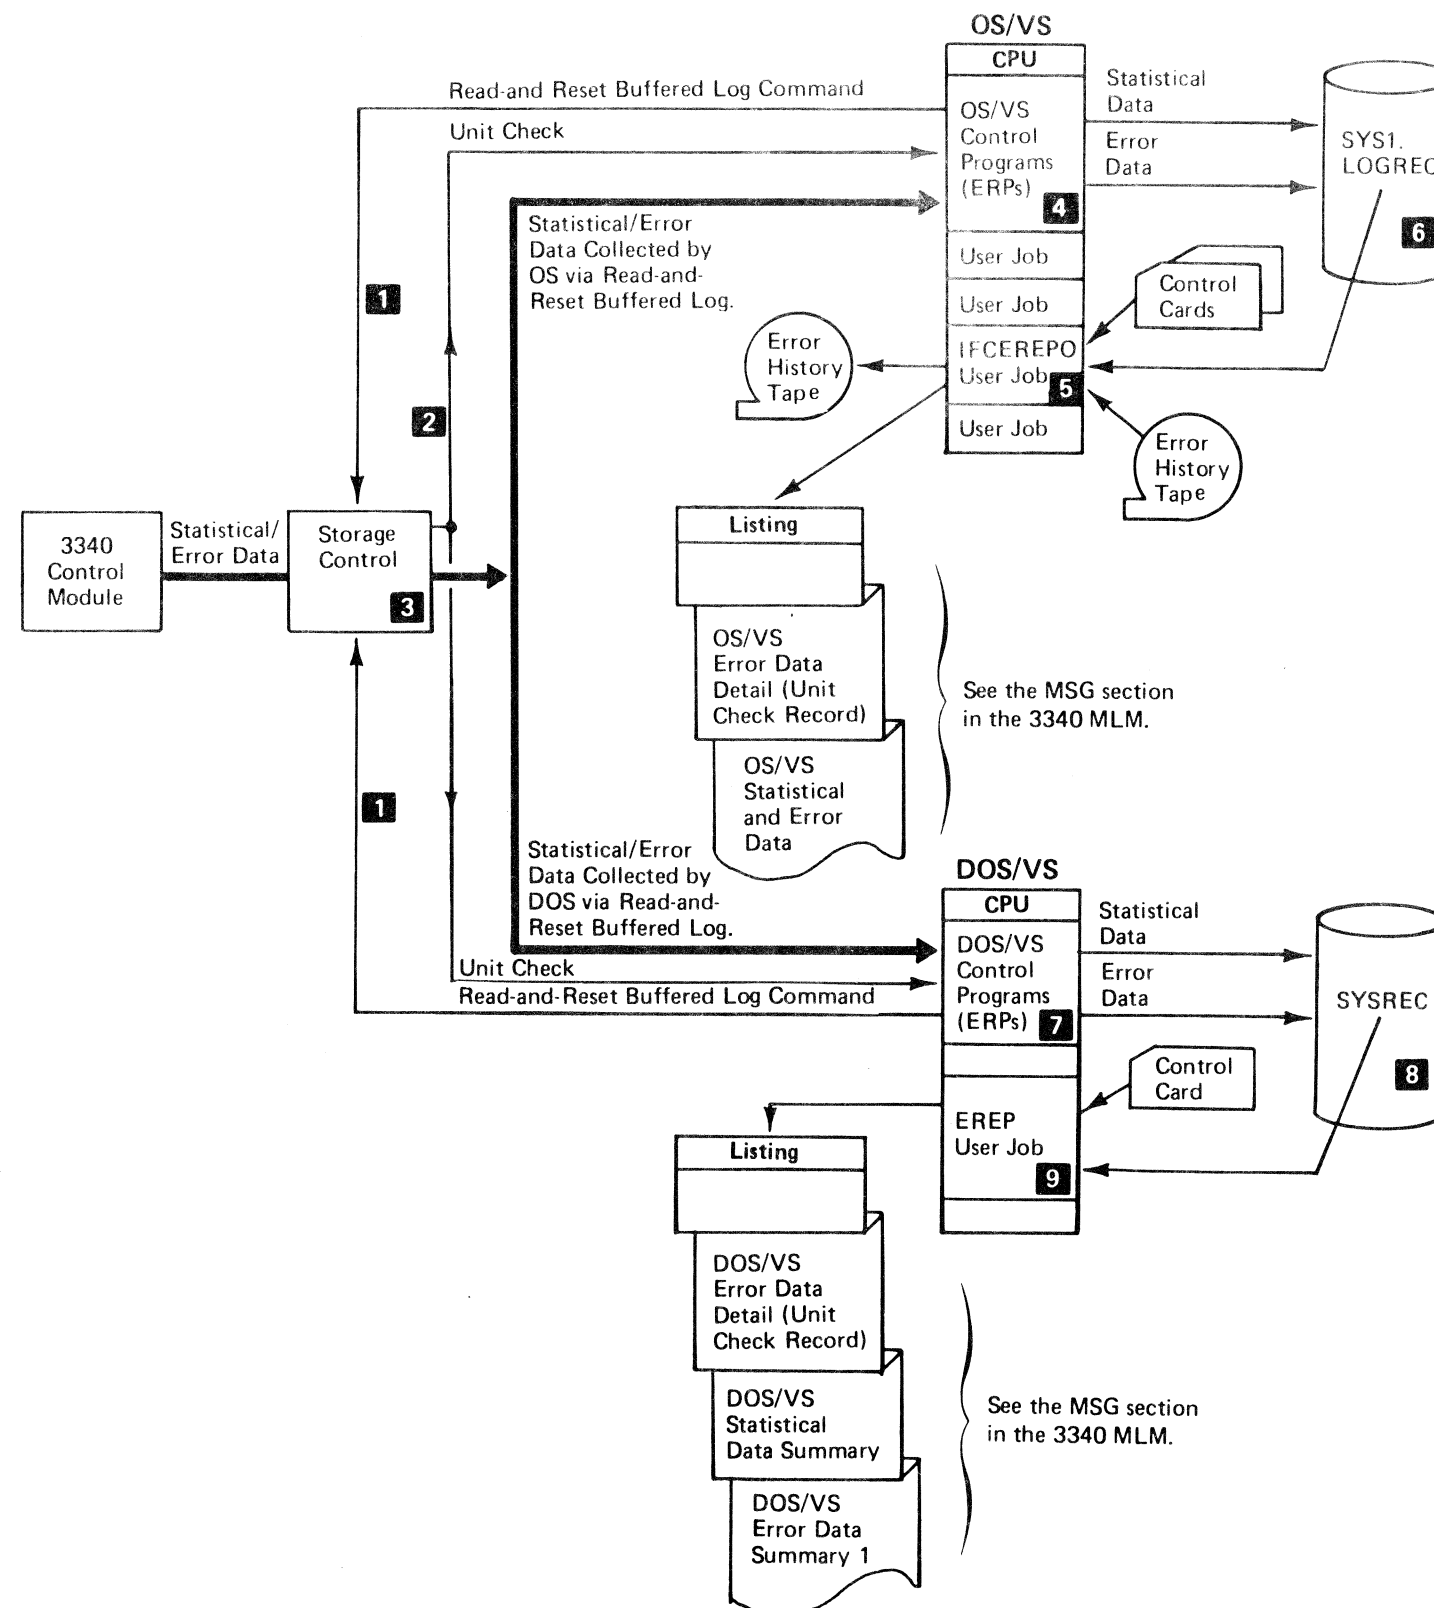 OS/VS
CPU
Read-and Reset Buffered Log Command
Unit Check
OS/VS
Control
Programs
(ERPs)
4
Statistical
Data
Error
Data
SYS1.
LOGREC
6
Statistical/Error
Data Collected by
OS via Read-and-
Reset Buffered Log.
User Job
User Job
Control
Cards
1
Error
History
Tape
IFCEREPO
User Job
5
User Job
Error
History
Tape
2
3340
Control
Module
Statistical/
Error Data
Storage
Control
3
Listing
OS/VS
Error Data
Detail (Unit
Check Record)
OS/VS
Statistical
and Error
Data
See the MSG section
in the 3340 MLM.
1
Statistical/Error
Data Collected by
DOS via Read-and-
Reset Buffered Log.
Unit Check
Read-and-Reset Buffered Log Command
DOS/VS
CPU
DOS/VS
Control
Programs
(ERPs)
7
Statistical
Data
Error
Data
SYSREC
8
Control
Card
EREP
User Job
9
Listing
DOS/VS
Error Data
Detail (Unit
Check Record)
DOS/VS
Statistical
Data Summary
DOS/VS
Error Data
Summary 1
See the MSG section
in the 3340 MLM.